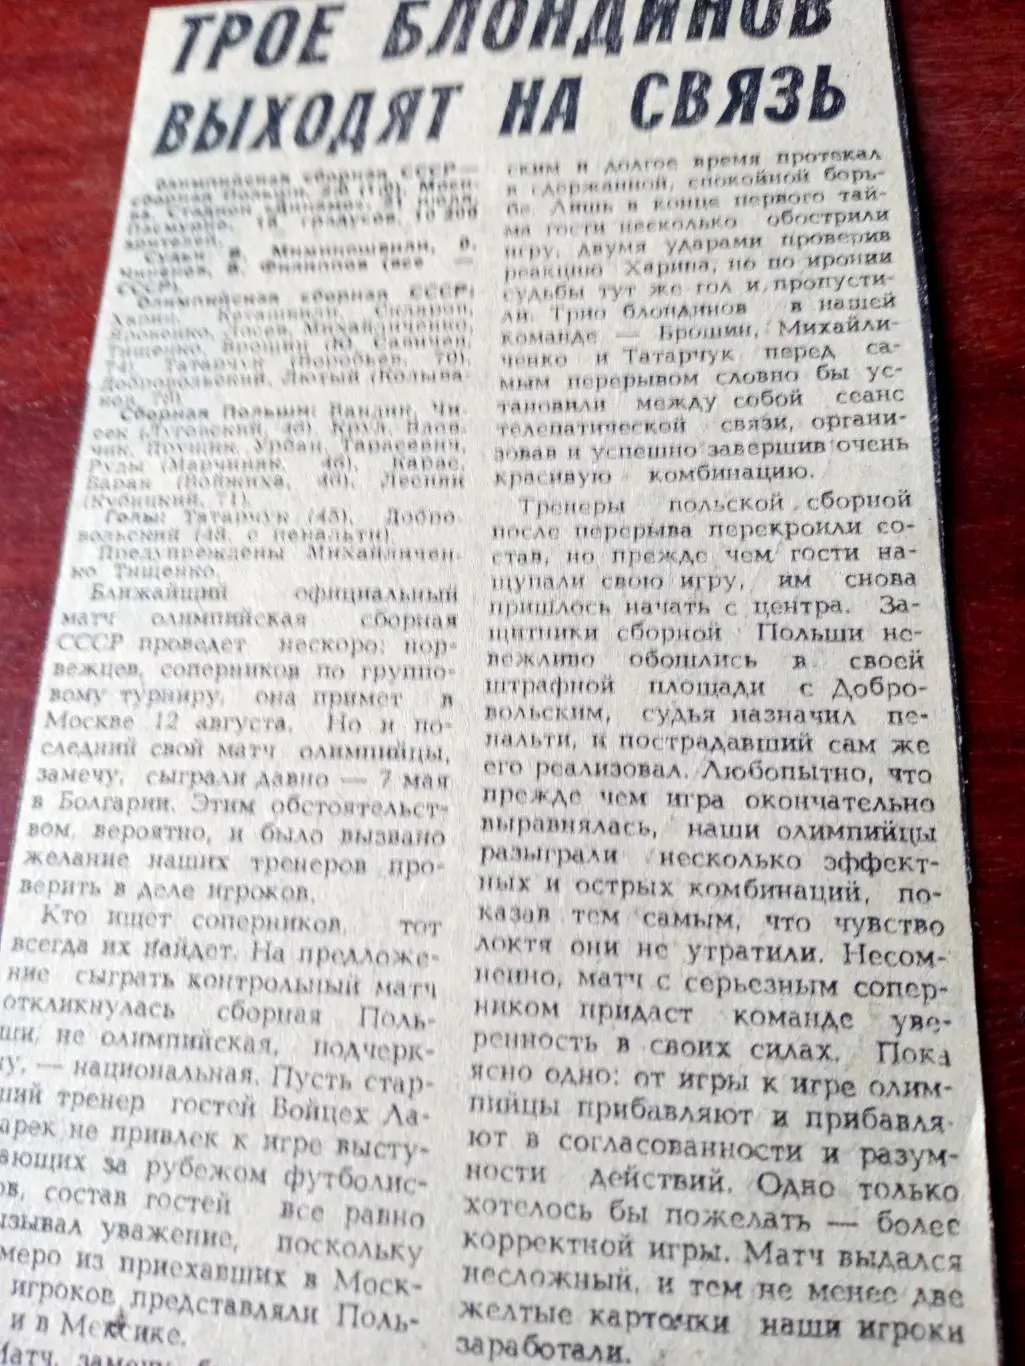 ТРОЕ БЛОНДИНОВ
ВЫХОДЯТ НА СВЯЗЬ
Олимпийская сборная СССР —
сборная Польши 2:0 (1:0). Моск-
ва. Стадион «Динамо». 21 июля.
Пасмурно. 18 градусов. 10 200
зрителей.
Судьи В. Миминошвили, В.
Чиненов, В. Филиппов (все —
СССР).
Олимпийская сборная СССР:
Харин, Кеташвили, Скляров,
Яровенко, Лосев, Михайличенко,
Тищенко, Брошин (Ю. Савичев,
74) Татарчук (Воробьев, 70),
Добровольский, Лютый (Колыва-
нов, 78).
Сборная Польши: Вандзик, Чи-
сек (Лутовский, 46) Крул, Вдов-
чик, Врушик, Урбан, Тарасевич,
Руды (Марчиняк, 46), Карас,
Баран (Войжиха, 46), Лесняк
(Кубицкий, 71).
Голы: Татарчук (45), Добро-
вольский (48, с пенальти).
Предупреждены Михайличен-
ко Тищенко.
Ближайший официальный
матч олимпийская сборная
СССР проведет нескоро: нор-
вежцев, соперников по группо-
вому турниру, она примет в
Москве 12 августа. Но и по-
следний свой матч олимпийцы,
замечу, сыграли давно — 7 мая
в Болгарии. Этим обстоятельст-
вом, вероятно, и было вызвано
желание наших тренеров про-
верить в деле игроков.
Кто ищет соперников, тот
всегда их найдет. На предложе-
ние сыграть контрольный матч
откликнулась сборная Поль-
ши, не олимпийская, подчерк-
ну, — национальная. Пусть стар-
ший тренер гостей Войцех Ла-
арек не привлек к игре высту-
ающих за рубежом футболис-
ов, состав гостей все равно
ызывал уважение, поскольку
меро из приехавших в Моск-
игроков представляли Поль-
и в Мексике.
Матч, замечу,
ским и долгое время протекал
в сдержанной, спокойной борь-
бе. Лишь в конце первого тай-
ма гости несколько обострили
игру, двумя ударами проверив
реакцию Харина, но по иронии
судьбы тут же гол и пропусти-
ли. Трио блондинов в нашей
команде — Брошин, Михайли-
ченко и Татарчук перед са-
мым перерывом словно бы ус-
тановили между собой сеанс
телепатической связи, органи-
зовав и успешно завершив очень
красивую комбинацию.
Тренеры польской сборной
после перерыва перекроили со-
став, но прежде чем гости на-
щупали свою игру, им снова
пришлось начать с центра. За-
щитники сборной Польши не-
вежливо обошлись в своей
штрафной площади с Добро-
вольским, судья назначил пе-
нальти, и пострадавший сам же
его реализовал. Любопытно, что
прежде чем игра окончательно
выравнялась, наши олимпийцы
разыграли несколько эффект-
ных и острых комбинаций, по-
казав тем самым, что чувство
локтя они не утратили. Несом-
ненно, матч с серьезным сопер-
ником придаст команде уве-
ренность в своих силах. Пока
ясно одно: от игры к игре олим-
пийцы прибавляют и прибавля-
ют в согласованности и разум-
ности действий. Одно только
хотелось бы пожелать — более
корректной игры. Матч выдался
несложный, и тем не менее две
желтые карточки наши игроки
заработали.